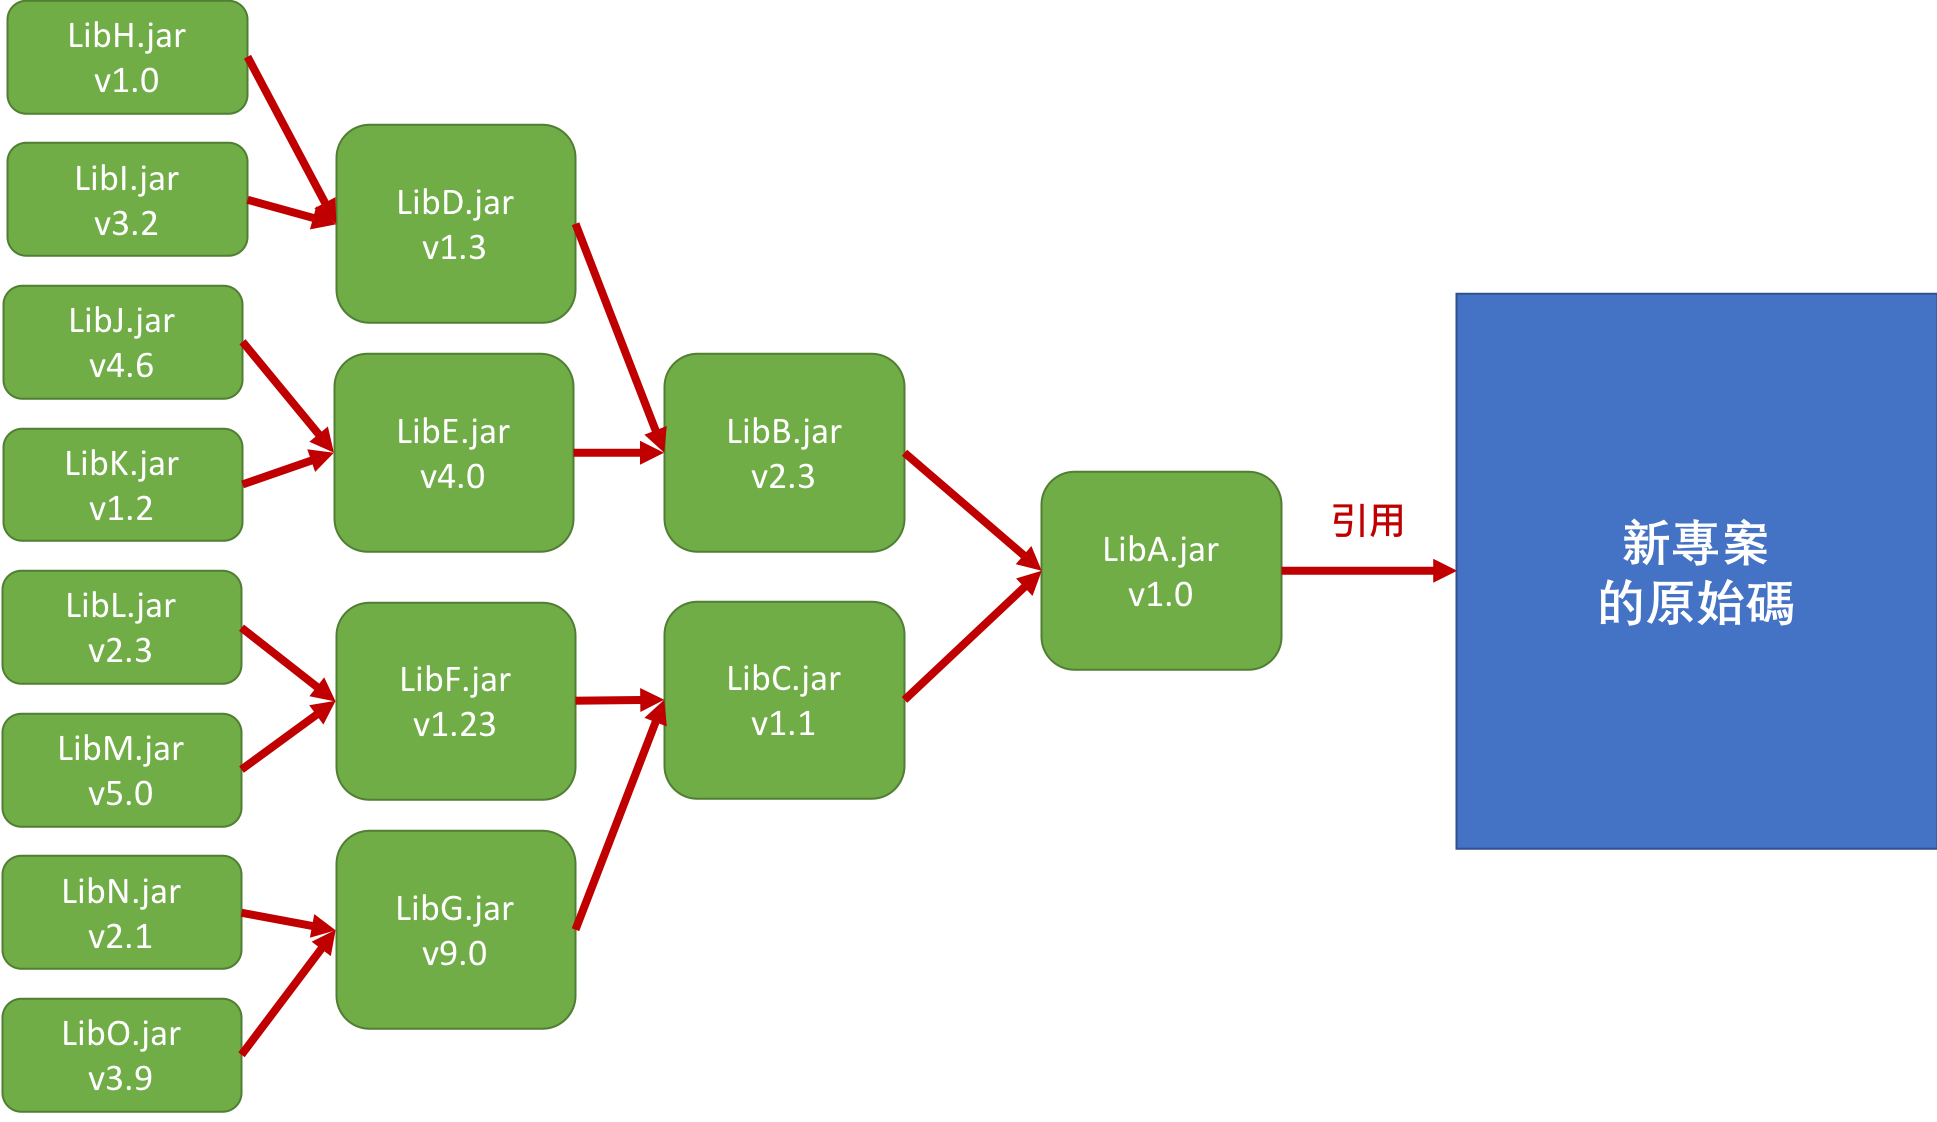 LibH.jar
v1.0
LibI.jar
v3.2
LibJ.jar
v4.6
LibK.jar
v1.2
LibL.jar
v2.3
LibM.jar
v5.0
LibN.jar
v2.1
LibO.jar
v3.9
LibD.jar
v1.3
LibE.jar
v4.0
LibF.jar
v1.23
LibG.jar
v9.0
LibB.jar
v2.3
LibC.jar
v1.1
LibA.jar
v1.0
引用
新專案
的原始碼